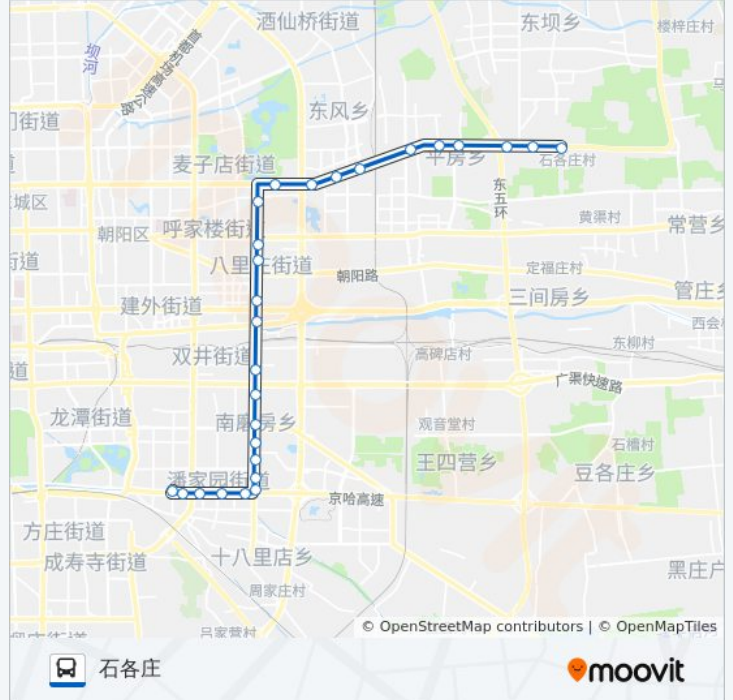 酒仙桥街道
东坝乡
楼梓庄村
首都机场高速公路
坝河
东风乡
门街道
麦子店街道
平房乡
石各庄村
东五环
城区
黄渠村
常营乡
朝阳区
呼家楼街
街道
八里庄街道
朝阳路
定福庄村
管庄
三间房乡
建外街道
西会
东柳村
双井街道
高碑店村
道
广渠快速路
龙潭街道
南磨房乡
观音堂村
石槽村
王四营乡
豆各庄乡
潘家园街道
京哈高速
方庄街道
成寿寺街道
十八里店乡
黑庄户
周家庄村
吕家营村
© OpenStreetMap contributors | © OpenMapTiles
石各庄
moovit